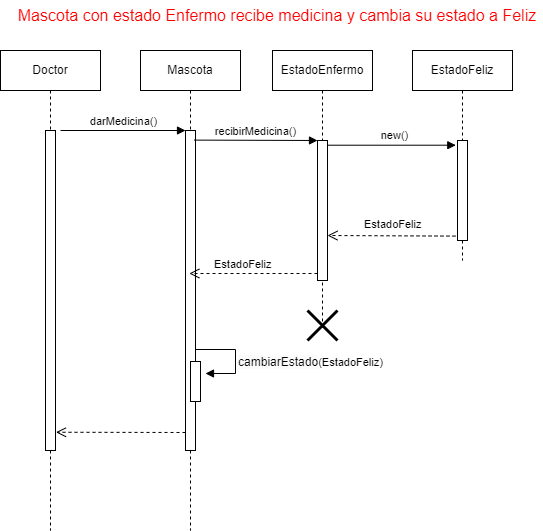 Mascota con estado Enfermo recibe medicina y cambia su estado a Feliz
Doctor
Mascota
EstadoEnfermo
EstadoFeliz
darMedicina()
recibirMedicina()
new()
EstadoFeliz
EstadoFeliz
cambiarEstado(EstadoFeliz)